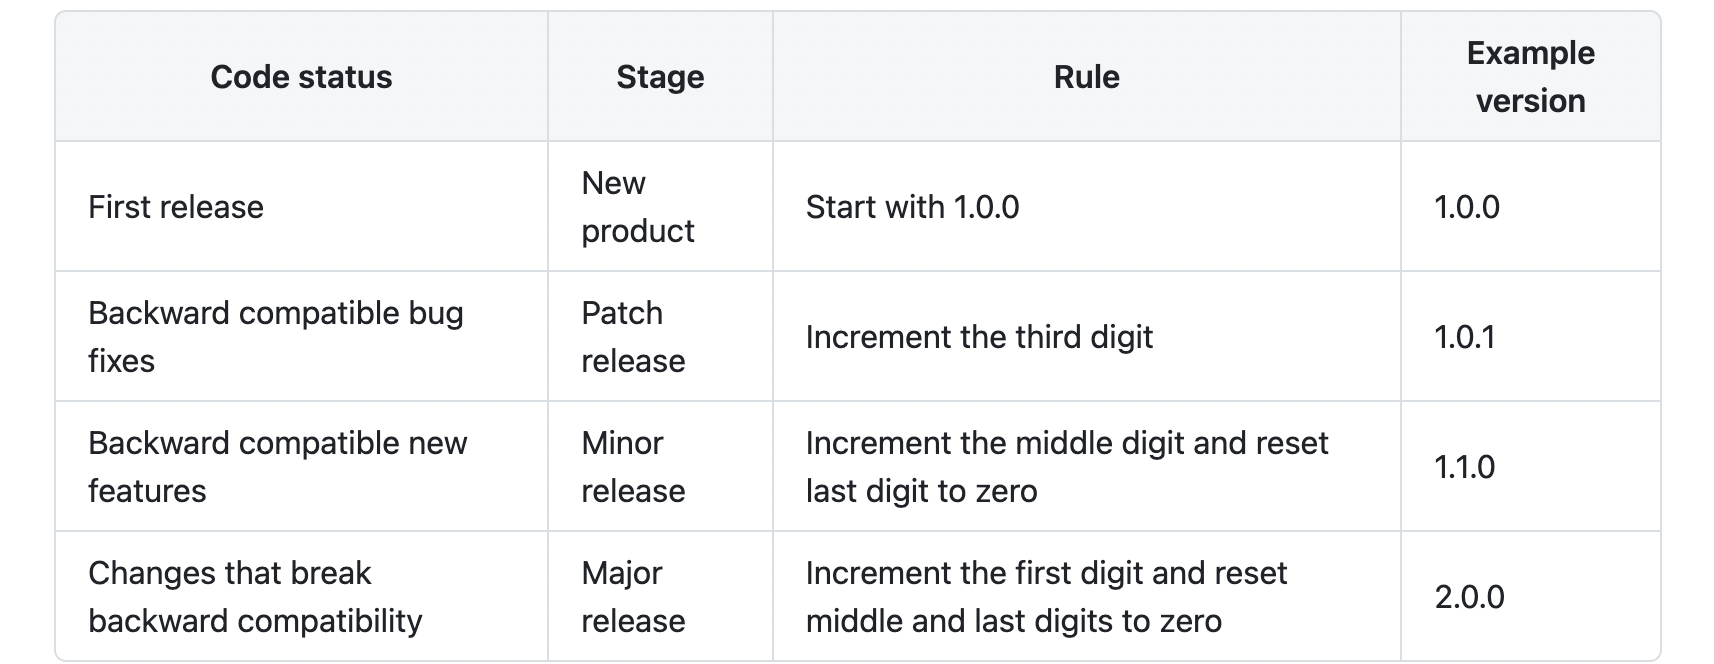 Code status
Stage
Rule
Example
version
First release
New
product
Start with 1.0.0
1.0.0
Backward compatible bug
fixes
Patch
release
Increment the third digit
1.0.1
Backward compatible new
features
Minor
release
Increment the middle digit and reset
last digit to zero
1.1.0
Changes that break
backward compatibility
Major
release
Increment the first digit and reset
middle and last digits to zero
2.0.0